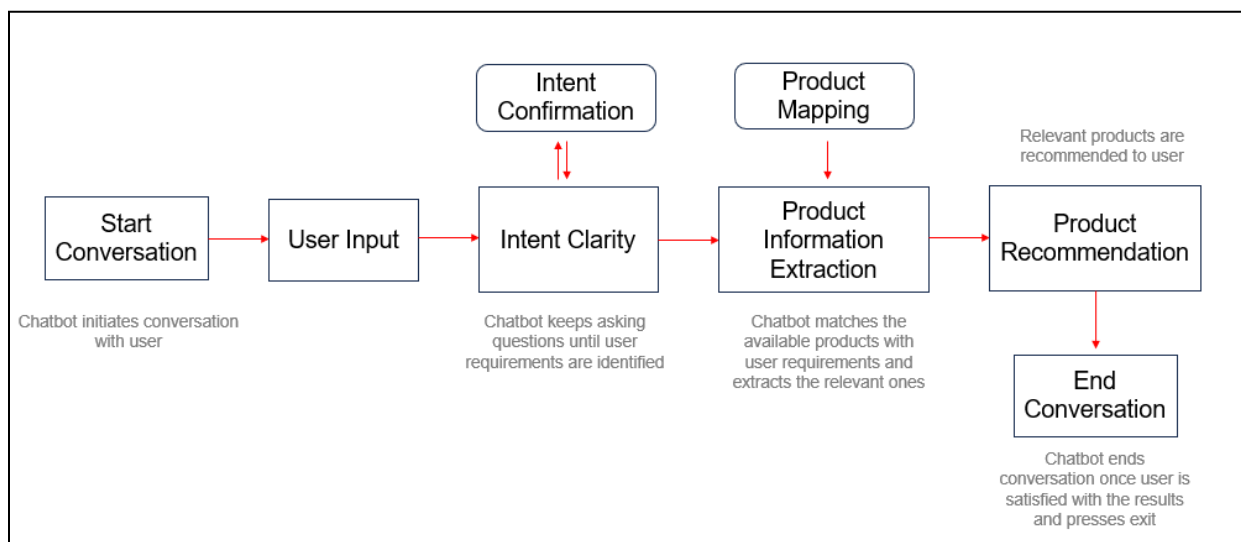 Intent
Confirmation
Product
Mapping
Relevant products are
recommended to user
Start
Conversation
User Input
Intent Clarity
Product
Information
Extraction
Product
Recommendation
Chatbot initiates conversation
with user
Chatbot keeps asking
questions until user
requirements are identified
Chatbot matches the
available products with
user requirements and
extracts the relevant ones
End
Conversation
Chatbot ends
conversation once user is
satisfied with the results
and presses exit